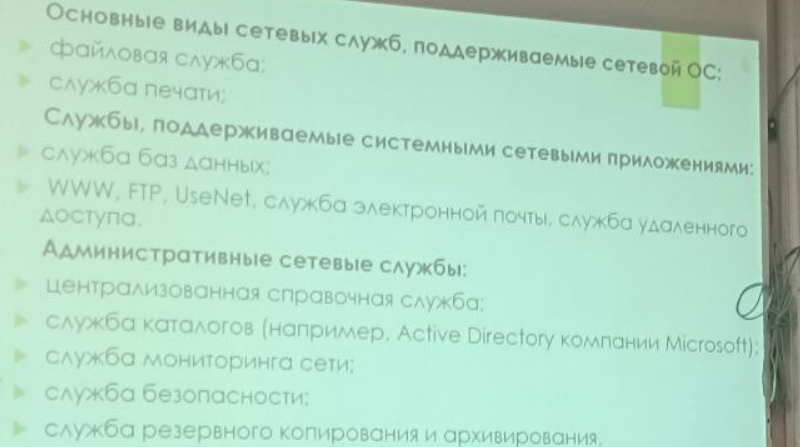 Основные виды сетевых служб, поддерживаемые сетевой ОС:
файловая служба;
служба печати;
Службы, поддерживаемые системными сетевыми приложениями:
служба баз данных;
WWW, FTP, UseNet, служба электронной почты, служба удаленного
доступа.
Административные сетевые службы:
централизованная справочная служба;
служба каталогов (например, Active Directory компании Microsoft);
служба мониторинга сети;
служба безопасности;
служба резервного копирования и архивирования.